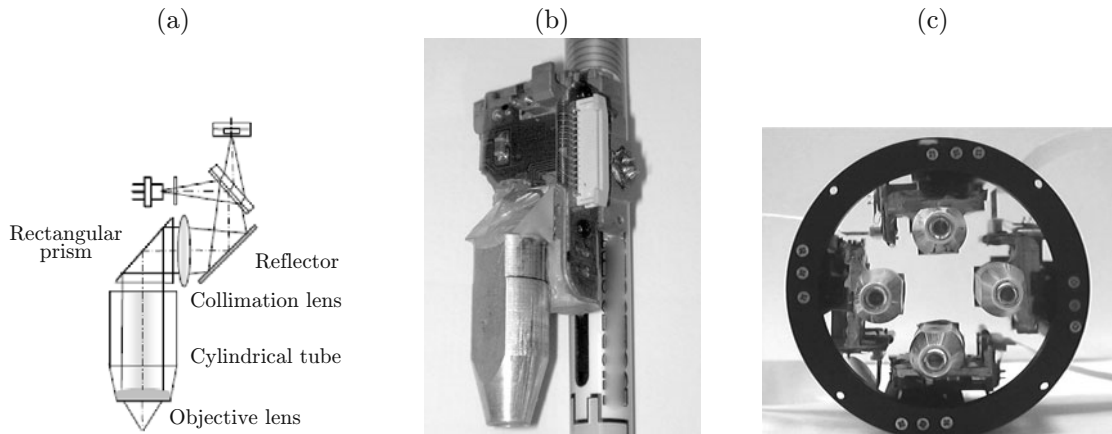 (a)
(b)
(c)
Rectangular
prism
Reflector
Collimation lens
Cylindrical tube
Objective lens